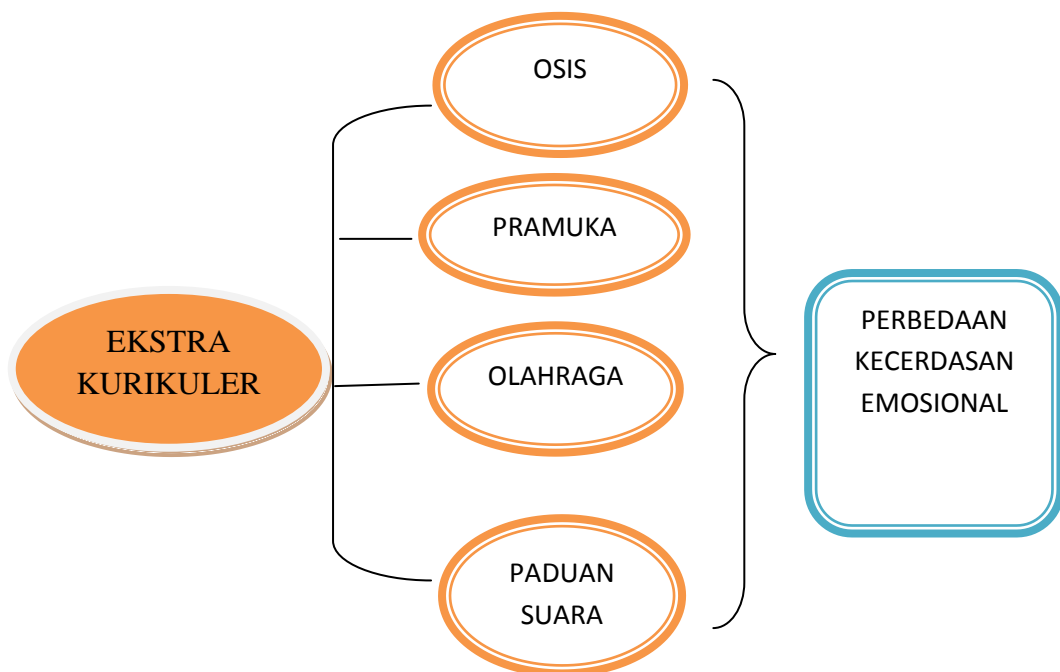 EKSTRA
KURIKULER
OSIS
PRAMUKA
OLAHRAGA
PADUAN
SUARA
PERBEDAAN
KECERDASAN
EMOSIONAL